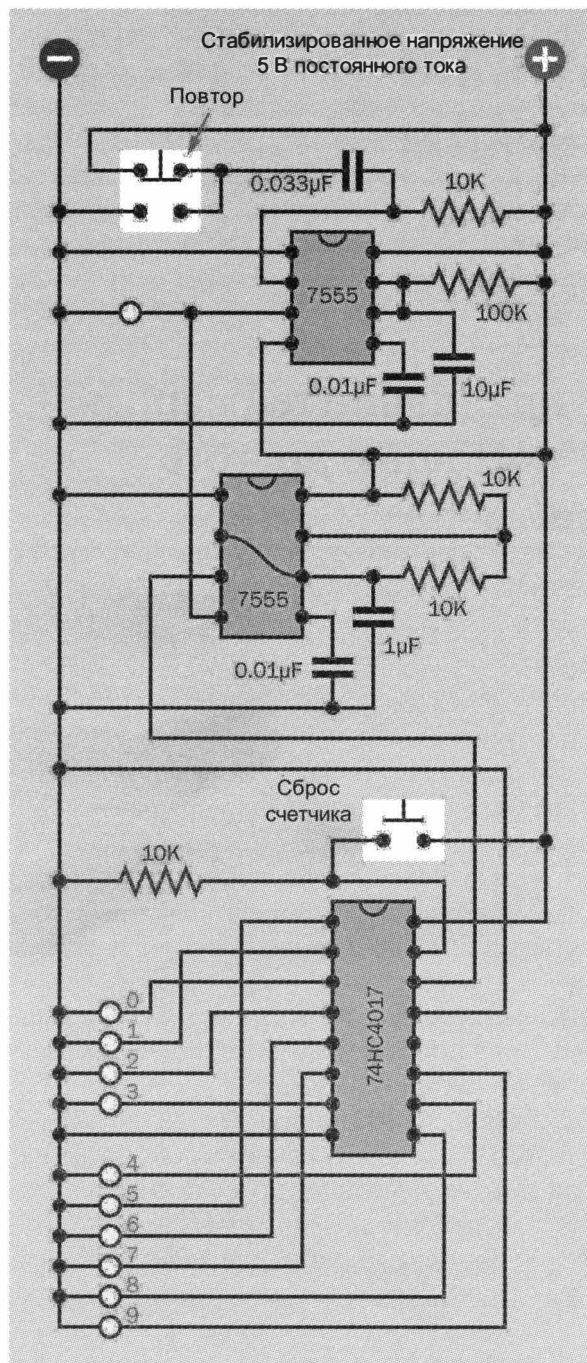 Стабилизированное напряжение
5 В постоянного тока
Повтор
0.033µF
10K
7555
100K
0.01µF
10µF
10K
7555
10K
1µF
0.01µF
Сброс
счетчика
10K
74HC4017
0
1
2
3
4
5
6
7
8
9